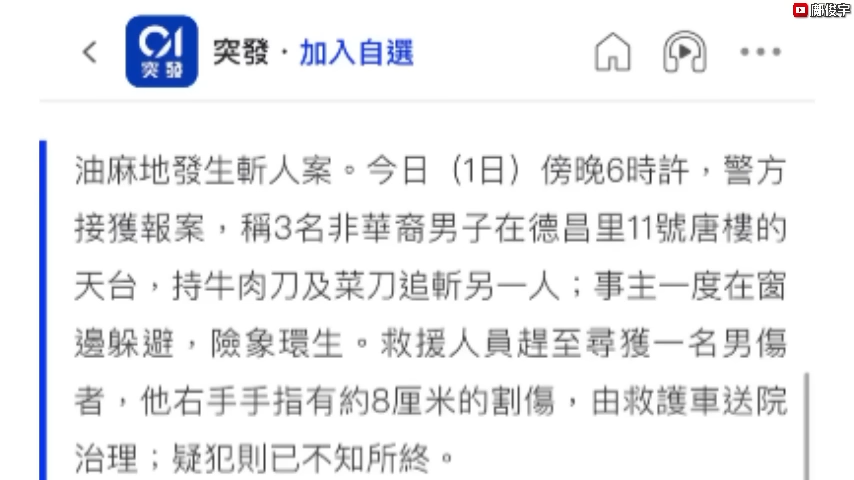 鄺俊宇
突發·加入自選
01
突發
油麻地發生斬人案。今日（1日）傍晚6時許，警方
接獲報案，稱3名非華裔男子在德昌里11號唐樓的
天台，持牛肉刀及菜刀追斬另一人；事主一度在窗
邊躲避，險象環生。救援人員趕至尋獲一名男傷
者，他右手手指有約8厘米的割傷，由救護車送院
治理；疑犯則已不知所終。